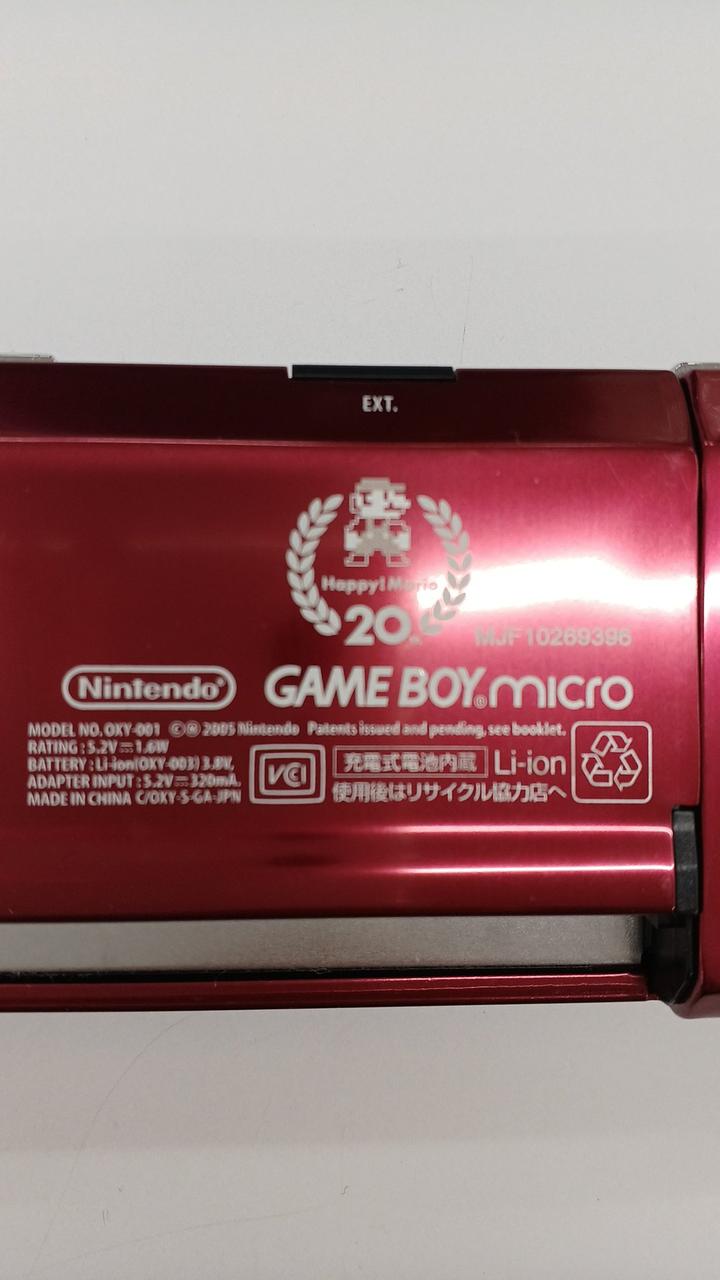 EXT.
Happy! Mario
20th
MJF10269396
Nintendo®
GAME BOY® micro
MODEL NO. OXY-001 ©®2005 Nintendo Patents issued and pending, see booklet.
RATING : 5.2V⎓1.6W
BATTERY : Li-ion(OXY-003) 3.8V,
ADAPTER INPUT : 5.2V⎓320mA.
MADE IN CHINA C/OXY-S-GA-JPN
VCI
充電式電池内蔵 Li-ion
使用後はリサイクル協力店へ